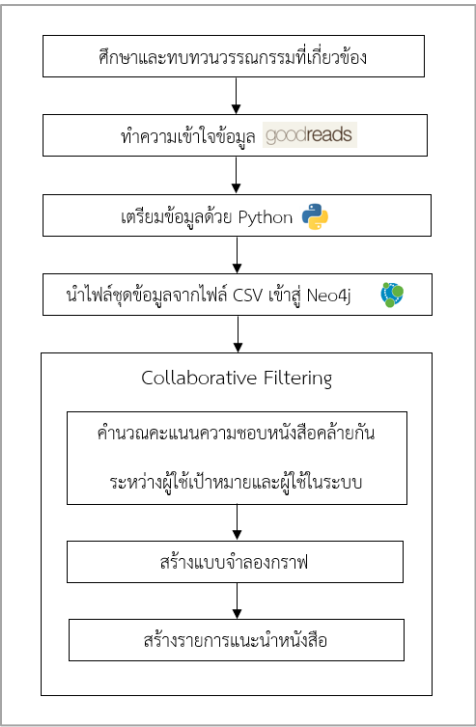 ศึกษาและทบทวนวรรณกรรมที่เกี่ยวข้อง
ทำความเข้าใจข้อมูล goodreads
เตรียมข้อมูลด้วย Python
นำไฟล์ชุดข้อมูลจากไฟล์ CSV เข้าสู่ Neo4j
Collaborative Filtering
คำนวณคะแนนความชอบหนังสือคล้ายกัน
ระหว่างผู้ใช้เป้าหมายและผู้ใช้ในระบบ
สร้างแบบจำลองกราฟ
สร้างรายการแนะนำหนังสือ